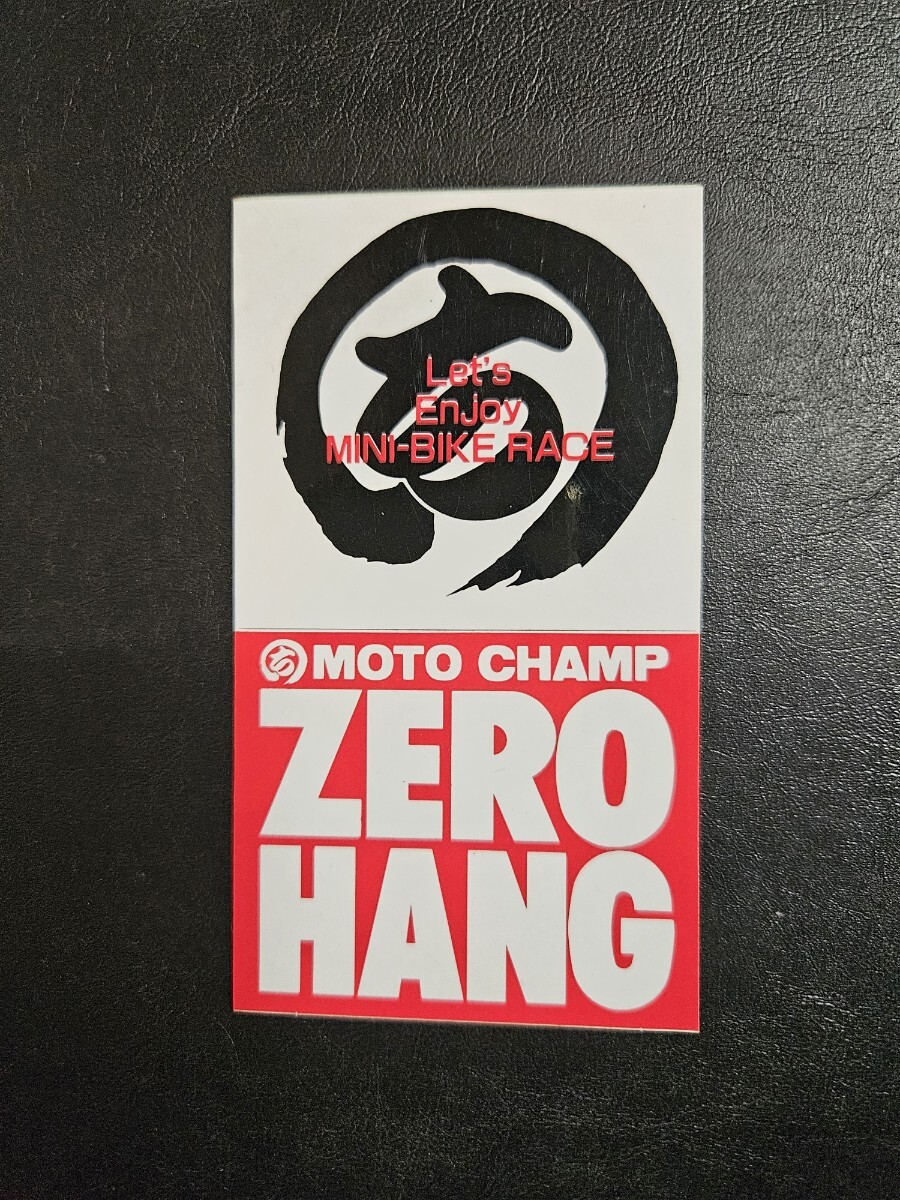 Let's
EnJoy
MINI-BIKE RACE
MOTO CHAMP
ZERO
HANG